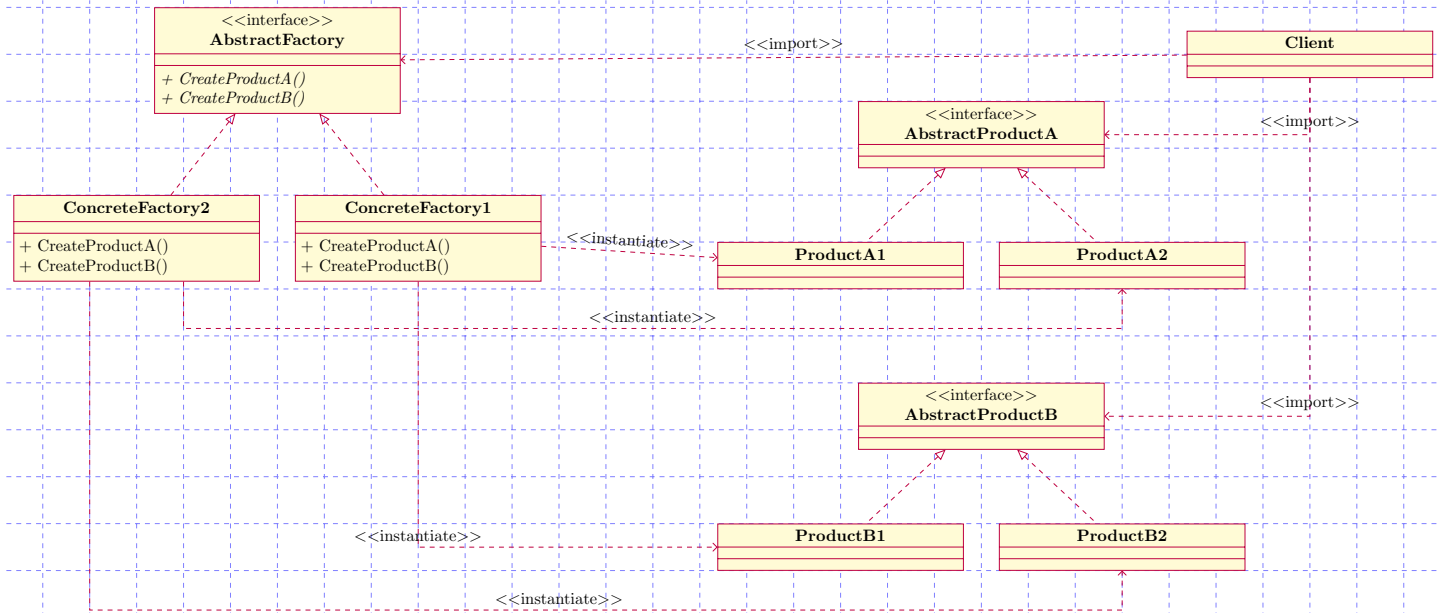 <<interface>>
AbstractFactory
+ CreateProductA()
+ CreateProductB()
<<import>>
Client
<<interface>>
AbstractProductA
<<import>>
ConcreteFactory2
+ CreateProductA()
+ CreateProductB()
ConcreteFactory1
+ CreateProductA()
+ CreateProductB()
<<instantiate>>
ProductA1
ProductA2
<<instantiate>>
<<interface>>
AbstractProductB
<<import>>
<<instantiate>>
ProductB1
ProductB2
<<instantiate>>